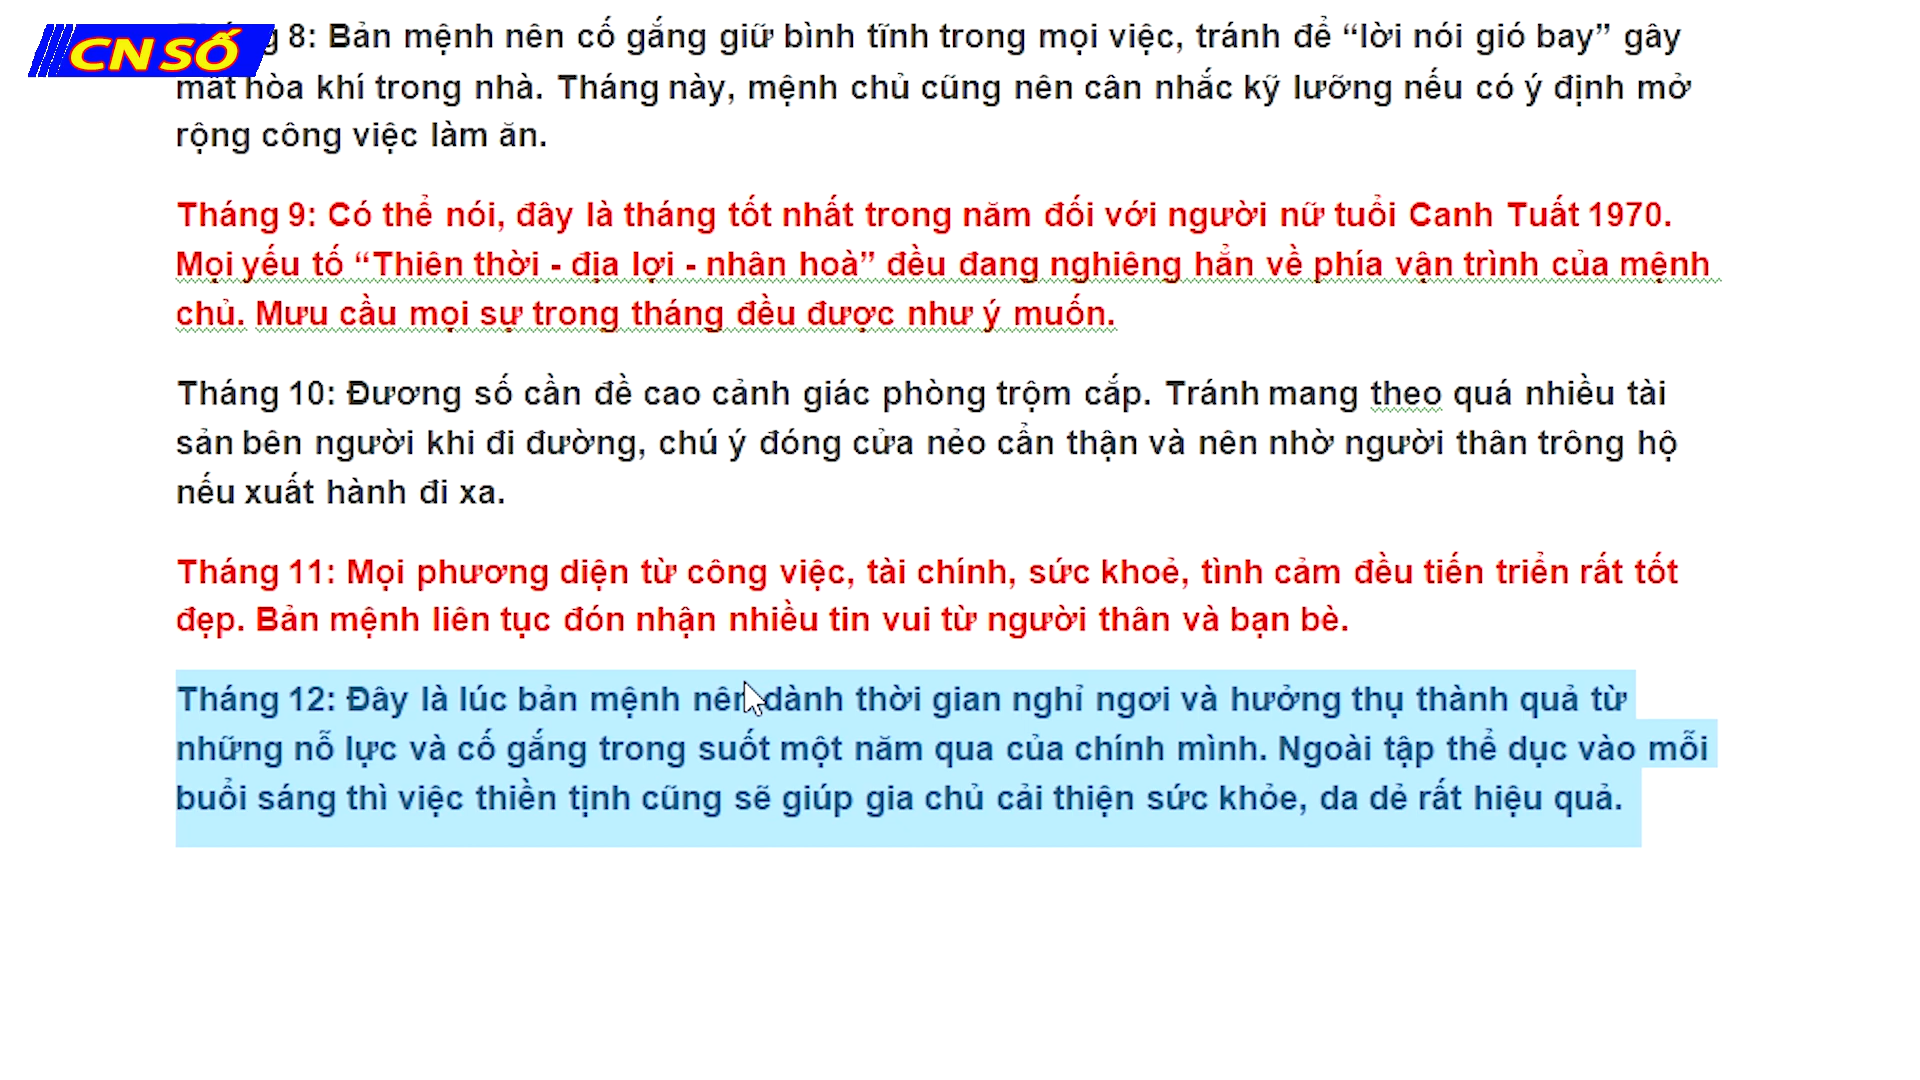 CN SỐ
g 8: Bản mệnh nên cố gắng giữ bình tĩnh trong mọi việc, tránh để “lời nói gió bay” gây
mất hòa khí trong nhà. Tháng này, mệnh chủ cũng nên cân nhắc kỹ lưỡng nếu có ý định mở
rộng công việc làm ăn.
Tháng 9: Có thể nói, đây là tháng tốt nhất trong năm đối với người nữ tuổi Canh Tuất 1970.
Mọi yếu tố “Thiên thời - địa lợi - nhân hoà” đều đang nghiêng hẳn về phía vận trình của mệnh
chủ. Mưu cầu mọi sự trong tháng đều được như ý muốn.
Tháng 10: Đương số cần đề cao cảnh giác phòng trộm cắp. Tránh mang theo quá nhiều tài
sản bên người khi đi đường, chú ý đóng cửa nẻo cẩn thận và nên nhờ người thân trông hộ
nếu xuất hành đi xa.
Tháng 11: Mọi phương diện từ công việc, tài chính, sức khoẻ, tình cảm đều tiến triển rất tốt
đẹp. Bản mệnh liên tục đón nhận nhiều tin vui từ người thân và bạn bè.
Tháng 12: Đây là lúc bản mệnh nên dành thời gian nghỉ ngơi và hưởng thụ thành quả từ
những nỗ lực và cố gắng trong suốt một năm qua của chính mình. Ngoài tập thể dục vào mỗi
buổi sáng thì việc thiền tịnh cũng sẽ giúp gia chủ cải thiện sức khỏe, da dẻ rất hiệu quả.